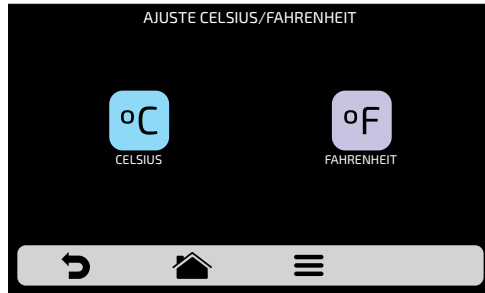 AJUSTE CELSIUS/FAHRENHEIT
ºC
ºF
CELSIUS
FAHRENHEIT